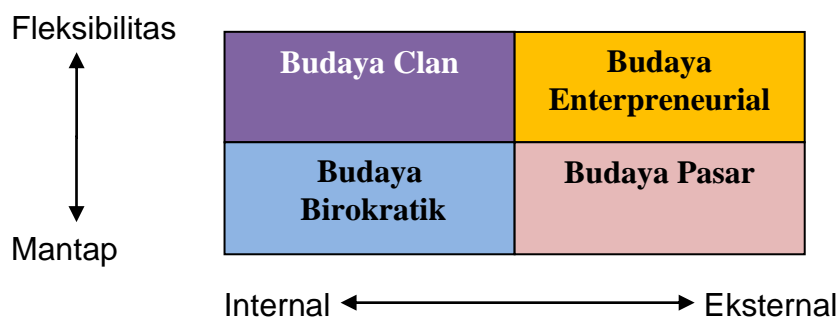 Fleksibilitas
Budaya Clan
Budaya
Enterpreneurial
Budaya
Birokratik
Budaya Pasar
Mantap
Internal
Eksternal